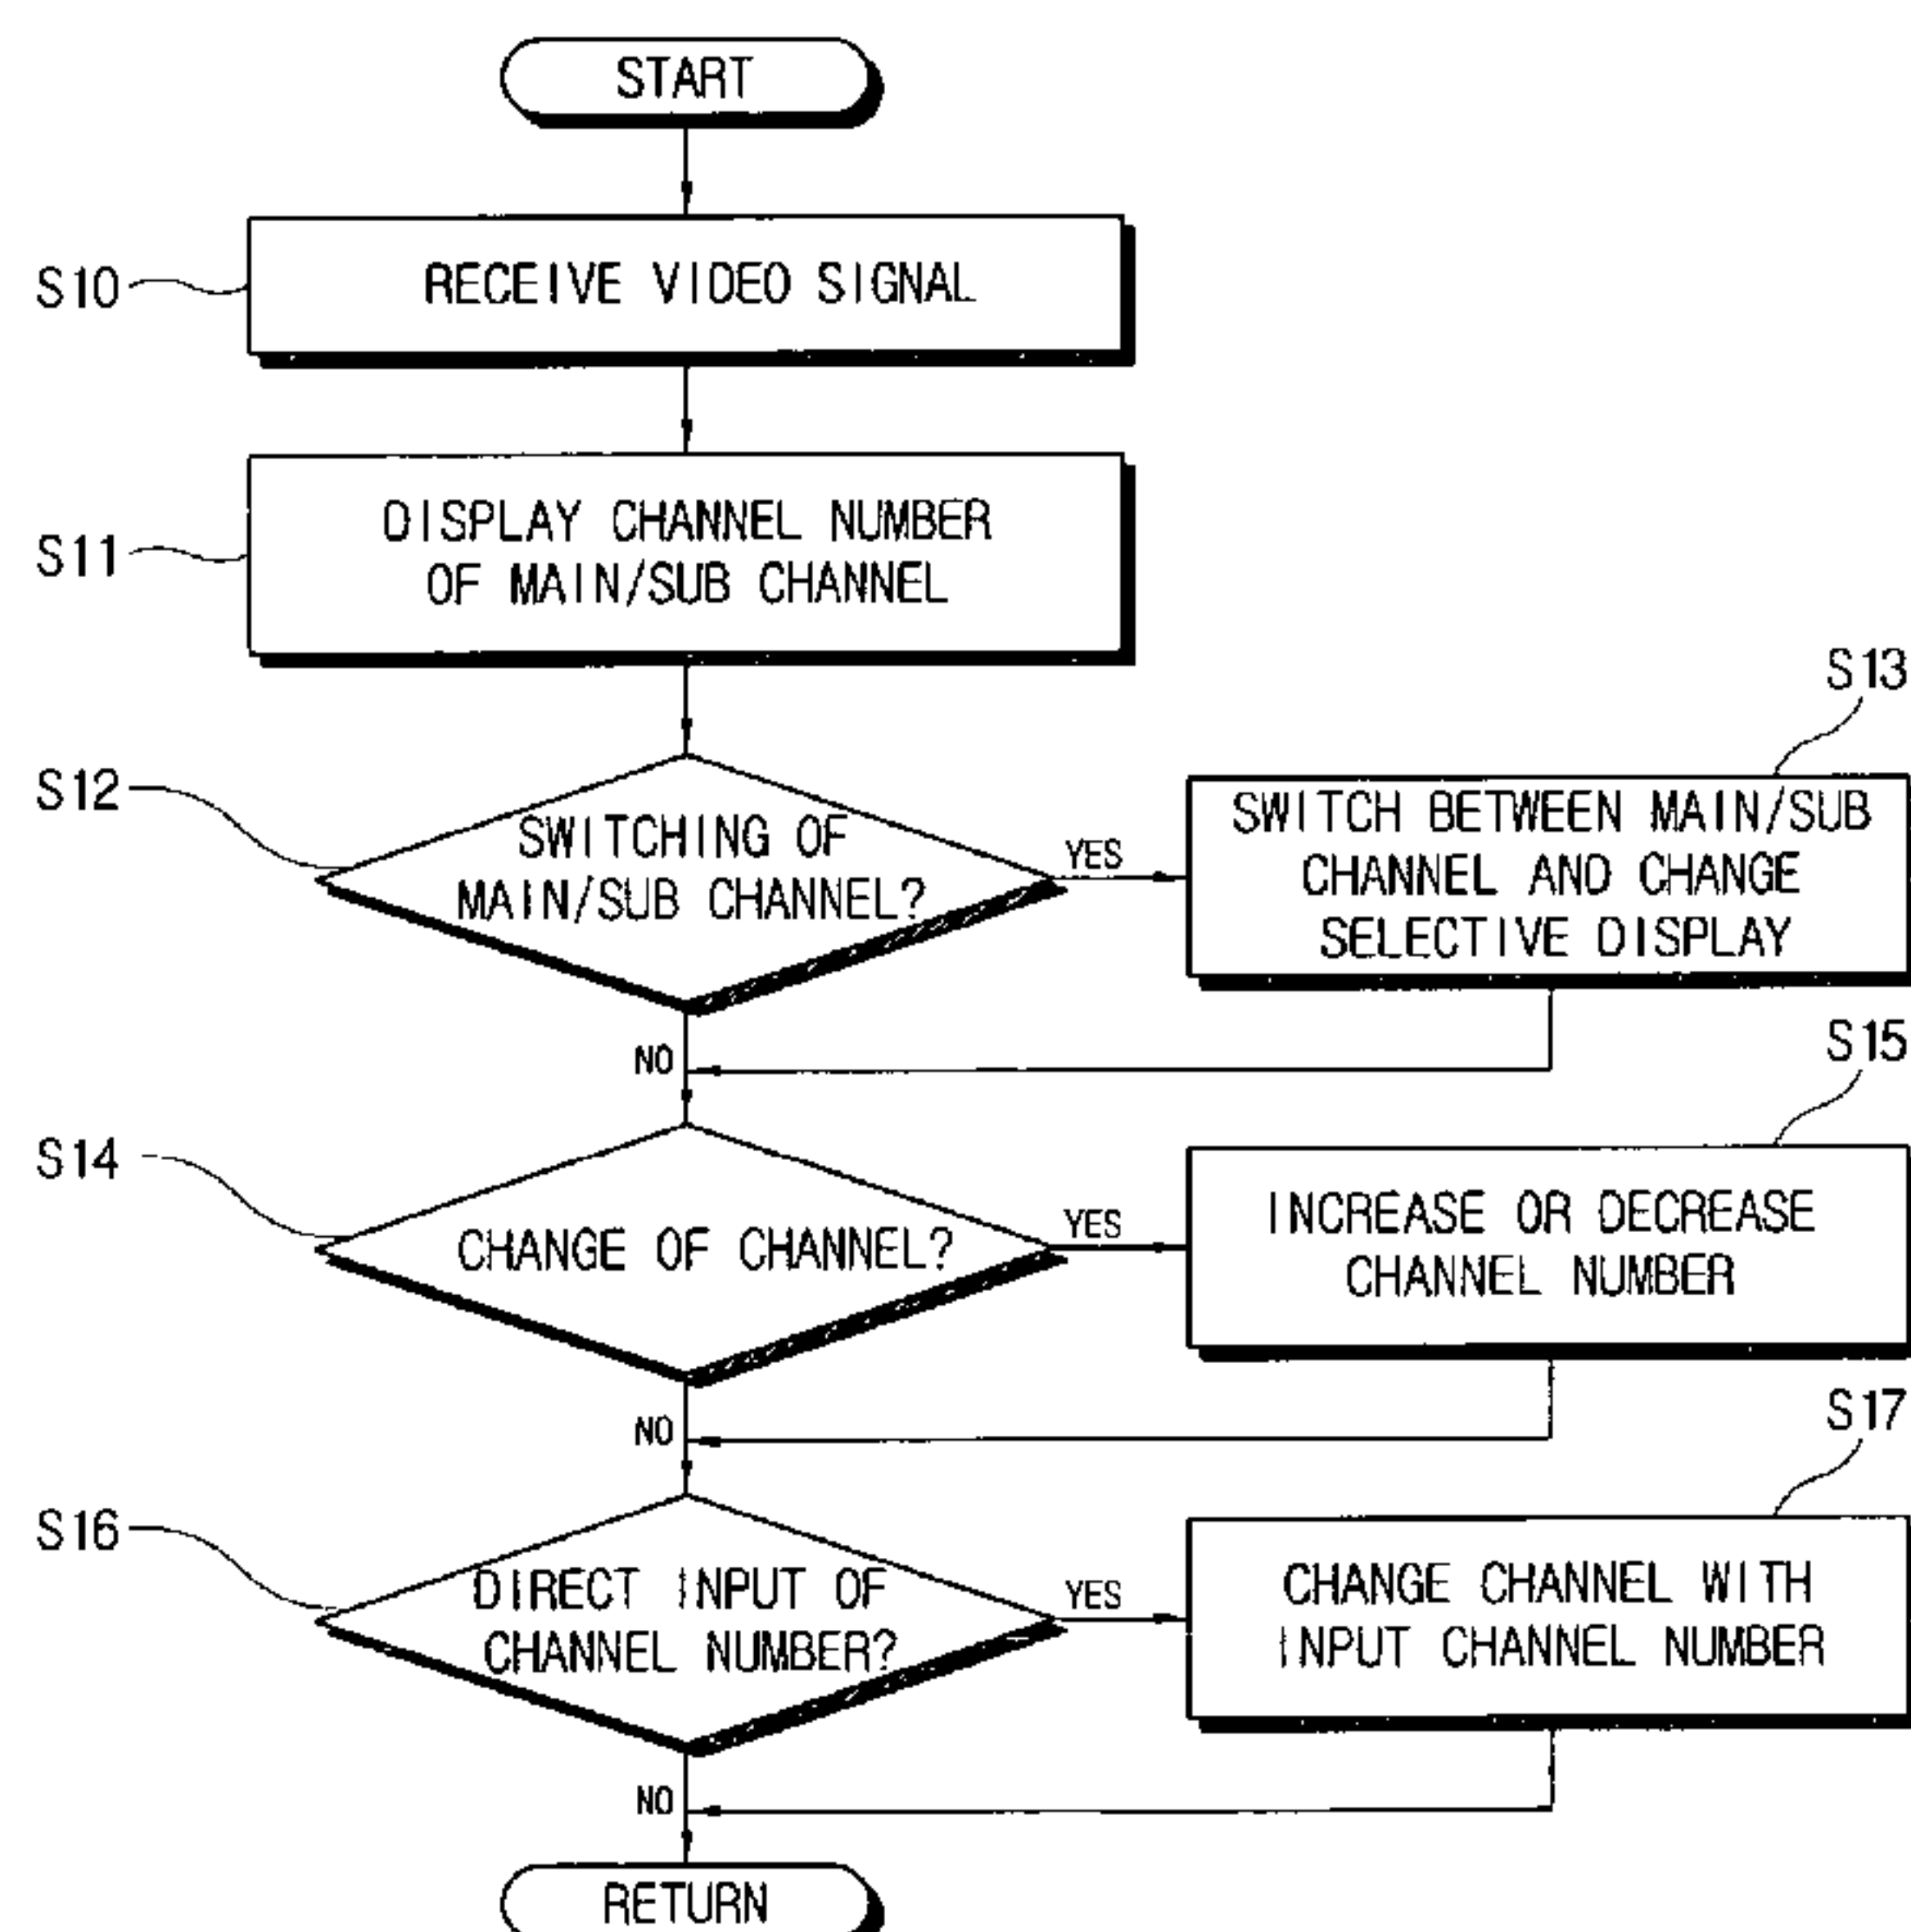 START
S10
RECEIVE VIDEO SIGNAL
S11
DISPLAY CHANNEL NUMBER
OF MAIN/SUB CHANNEL
S12
SWITCHING OF
MAIN/SUB CHANNEL?
YES
S13
SWITCH BETWEEN MAIN/SUB
CHANNEL AND CHANGE
SELECTIVE DISPLAY
NO
S14
CHANGE OF CHANNEL?
YES
S15
INCREASE OR DECREASE
CHANNEL NUMBER
NO
S16
DIRECT INPUT OF
CHANNEL NUMBER?
YES
S17
CHANGE CHANNEL WITH
INPUT CHANNEL NUMBER
NO
RETURN